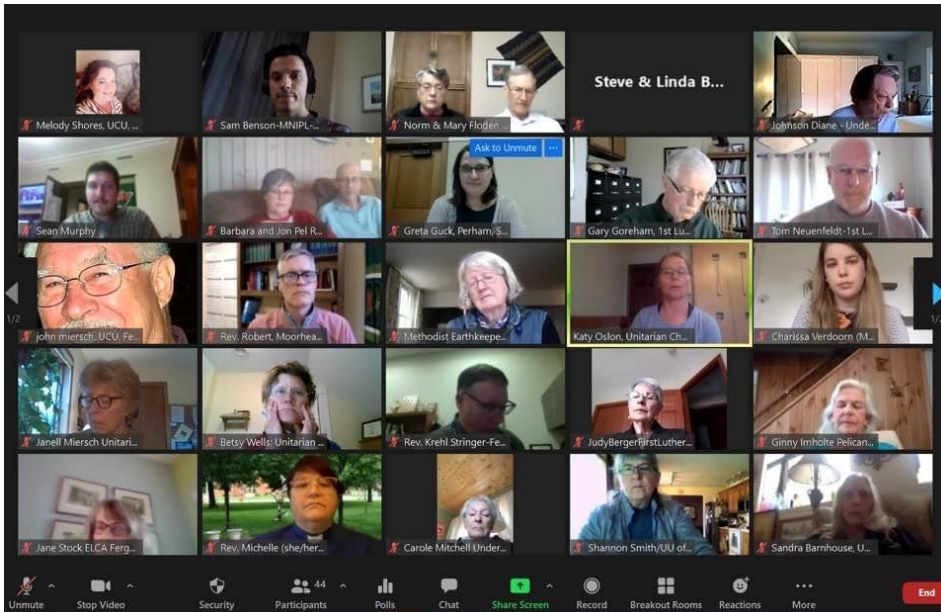 Steve & Linda B...
Melody Shores, UCU, ...
Sam Benson-MNIPL-...
Norm & Mary Floden ...
Johnson Diane - Unde...
Ask to Unmute ...
Sean Murphy
Barbara and Jon Pel R...
Greta Guck, Perham, S...
Gary Goreham, 1st Lu...
Tom Neuenfeldt-1st L...
1/2
john miersch, UCU, Fe...
Rev. Robert, Moorhea...
Methodist Earthkeepe...
Katy Oslon, Unitarian Ch...
Charissa Verdoorn (M...
Janell Miersch Unitari...
Betsy Wells: Unitarian ...
Rev. Krehl Stringer-Fe...
JudyBergerFirstLuther...
Ginny Imholte Pelican...
Jane Stock ELCA Ferg...
Rev. Michelle (she/her...
Carole Mitchell Under...
Shannon Smith/UU of...
Sandra Barnhouse, U...
44
Unmute
Stop Video
Security
Participants
Polls
Chat
Share Screen
Record
Breakout Rooms
Reactions
More
End